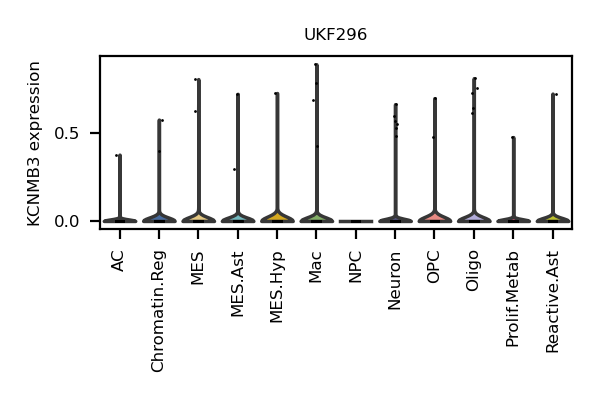 UKF296
KCNMB3 expression
0.5
0.0
AC
Chromatin.Reg
MES
MES.Ast
MES.Hyp
Mac
NPC
Neuron
OPC
Oligo
Prolif.Metab
Reactive.Ast